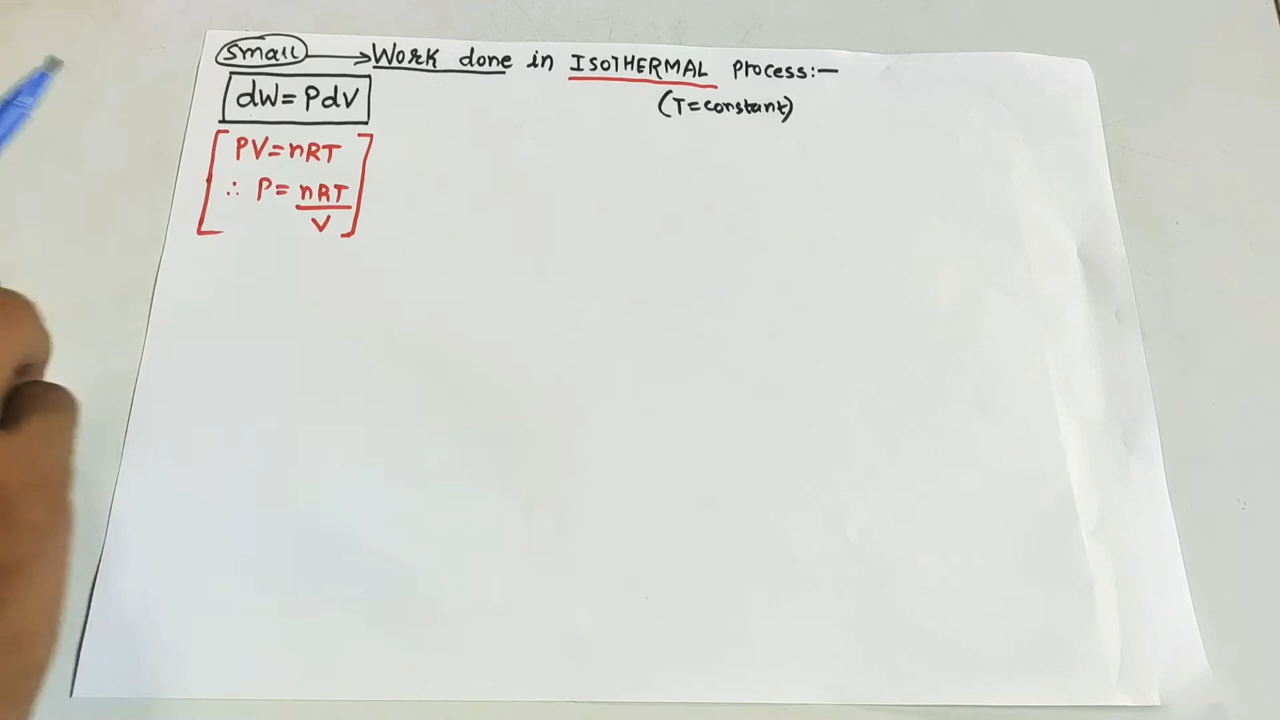 small → Work done in ISOTHERMAL process:-
(T=constant)
dW=PdV
PV=nRT
∴ P=nRT/V